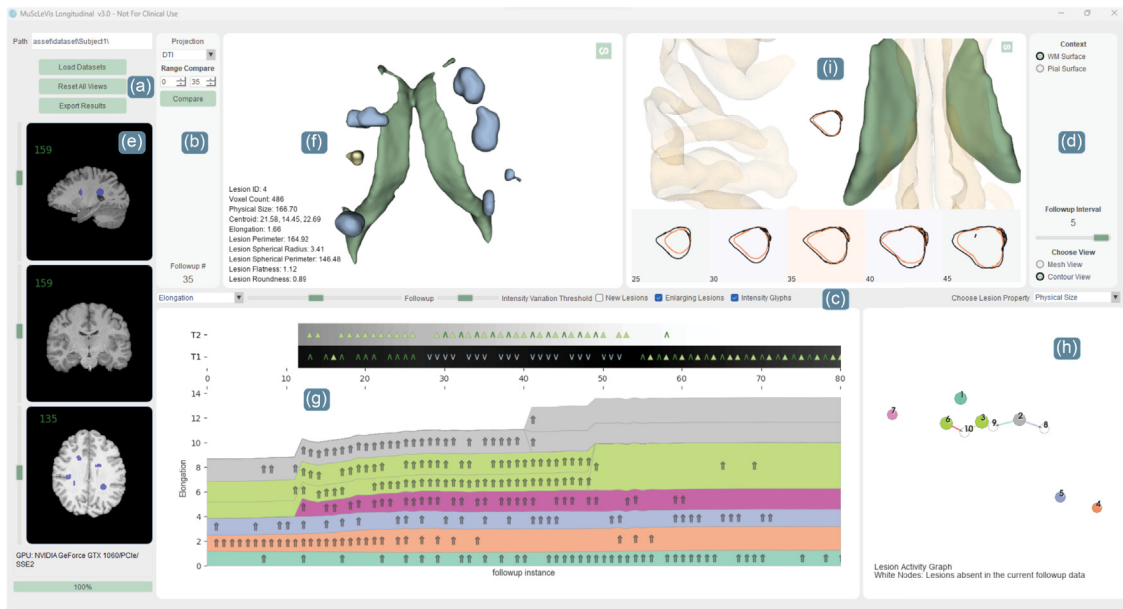 MuScLeVis Longitudinal v3.0 - Not For Clinical Use
Path asset\dataset\Subject1\
Load Datasets
Reset All Views
Export Results
(a)
159
(e)
159
135
GPU: NVIDIA GeForce GTX 1060/PCIe/
SSE2
100%
Projection
DTI
Range Compare
0 35
Compare
(b)
Followup #
35
S
(f)
Lesion ID: 4
Voxel Count: 486
Physical Size: 166.70
Centroid: 21.58, 14.45, 22.69
Elongation: 1.66
Lesion Perimeter: 164.92
Lesion Spherical Radius: 3.41
Lesion Spherical Perimeter: 146.48
Lesion Flatness: 1.12
Lesion Roundness: 0.89
S
(i)
25 30 35 40 45
Context
WM Surface
Pial Surface
(d)
Followup Interval
5
Choose View
Mesh View
Contour View
Elongation Followup Intensity Variation Threshold New Lesions Enlarging Lesions Intensity Glyphs (c) Choose Lesion Property Physical Size
T2
T1
0 10 20 30 40 50 60 70 80
(g)
14
12
10
8
6
4
2
0
Elongation
followup instance
(h)
1
7
6
10
3
9
2
8
5
4
Lesion Activity Graph
White Nodes: Lesions absent in the current followup data